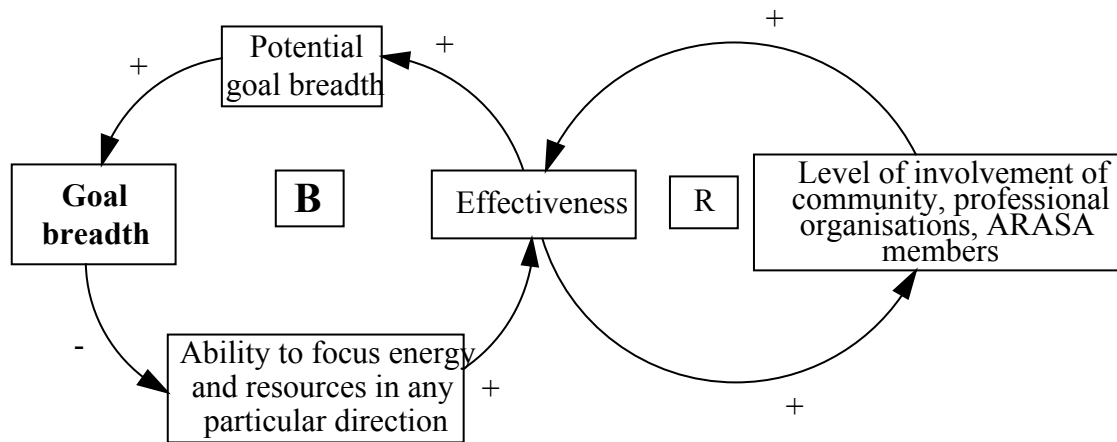 +
Potential
goal breadth
+
+
Goal
breadth
B
Effectiveness
R
Level of involvement of
community, professional
organisations, ARASA
members
-
Ability to focus energy
and resources in any
particular direction
+
+